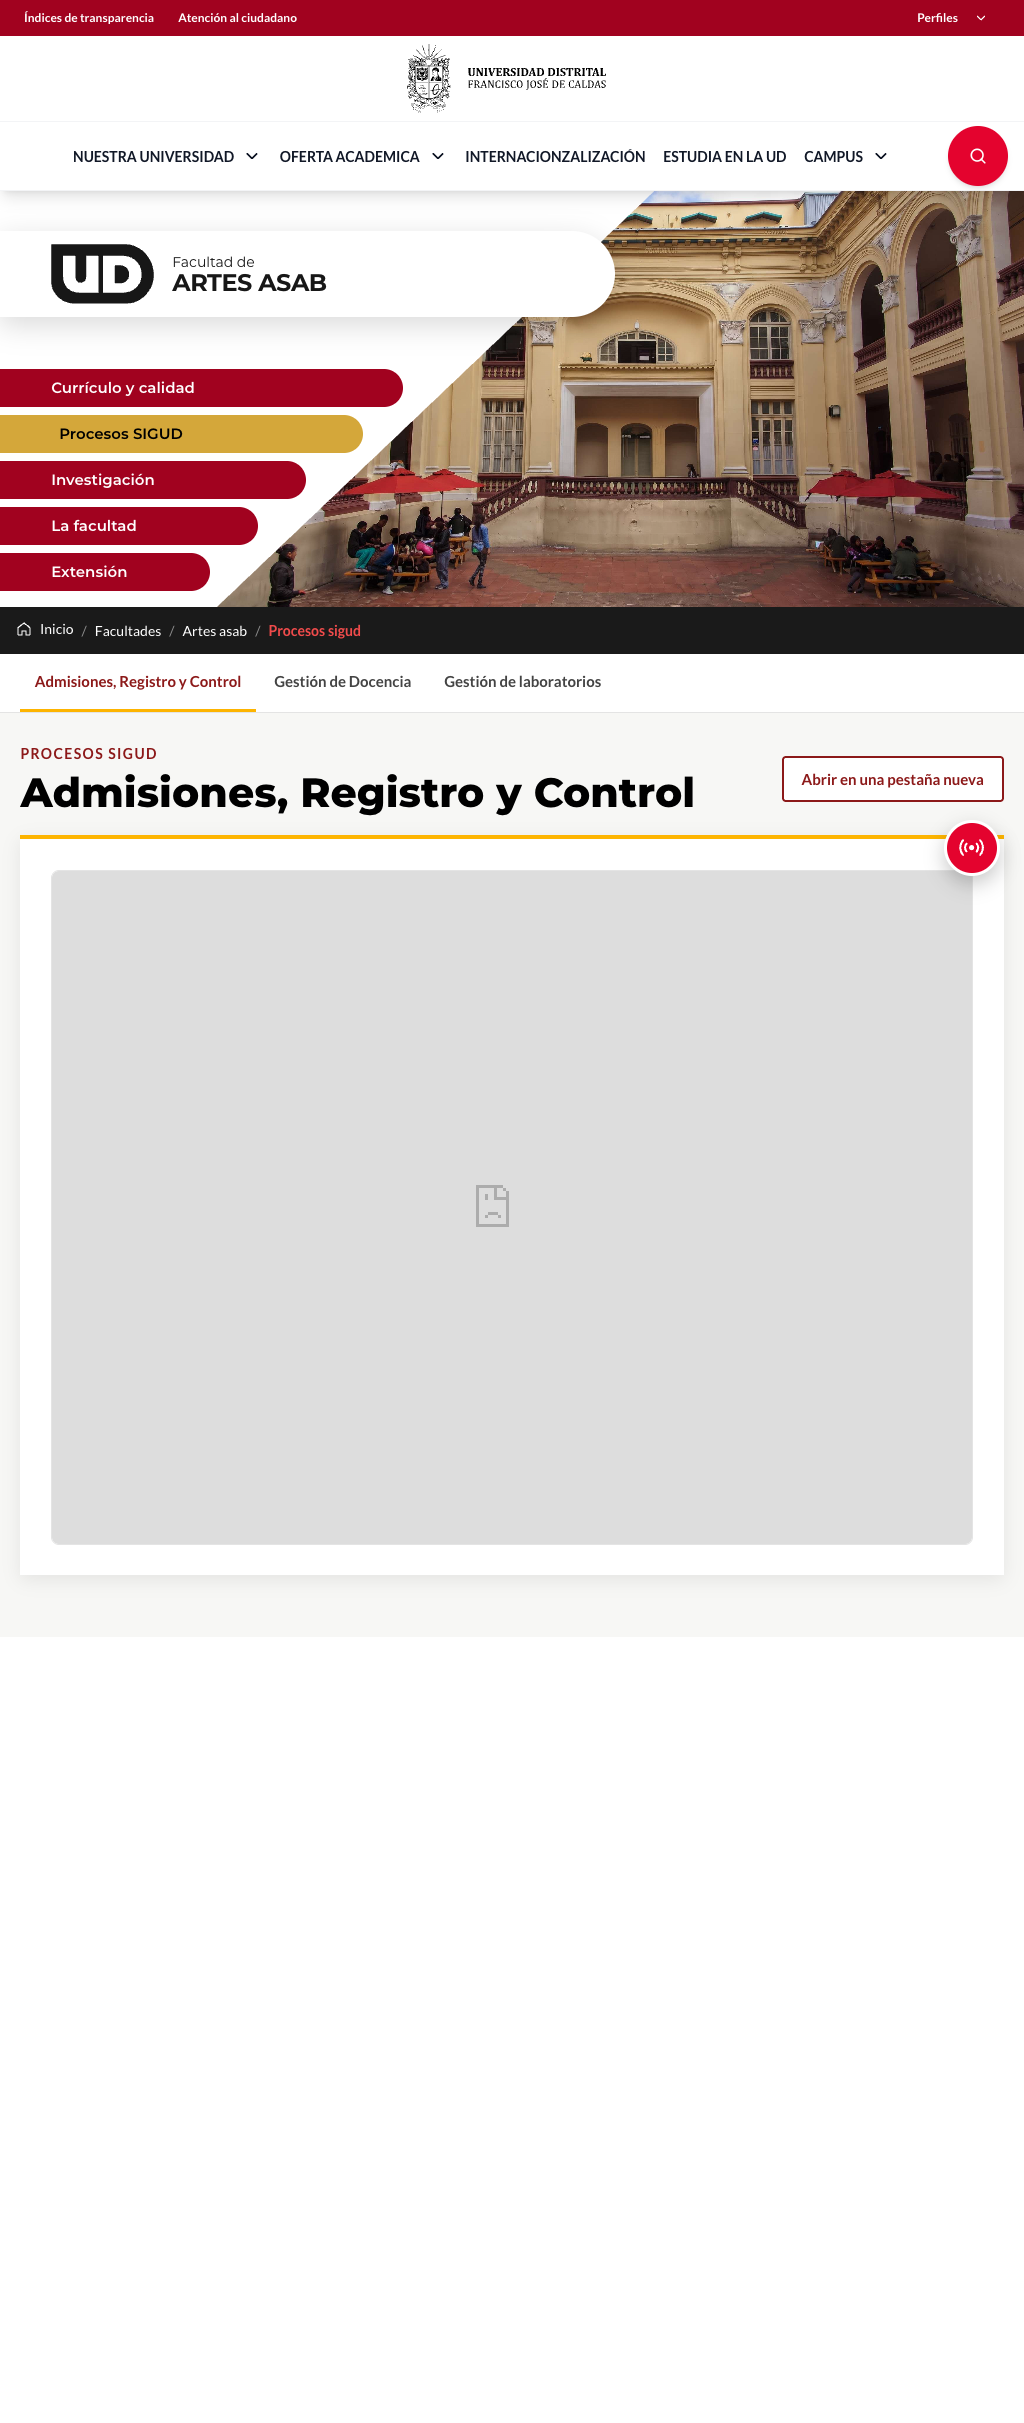 Índices de transparencia
Atención al ciudadano
Perfiles
UNIVERSIDAD DISTRITAL
FRANCISCO JOSÉ DE CALDAS
NUESTRA UNIVERSIDAD
OFERTA ACADEMICA
INTERNACIONZALIZACIÓN
ESTUDIA EN LA UD
CAMPUS
UD
Facultad de
ARTES ASAB
Currículo y calidad
Procesos SIGUD
Investigación
La facultad
Extensión
Inicio / Facultades / Artes asab / Procesos sigud
Admisiones, Registro y Control
Gestión de Docencia
Gestión de laboratorios
PROCESOS SIGUD
Admisiones, Registro y Control
Abrir en una pestaña nueva